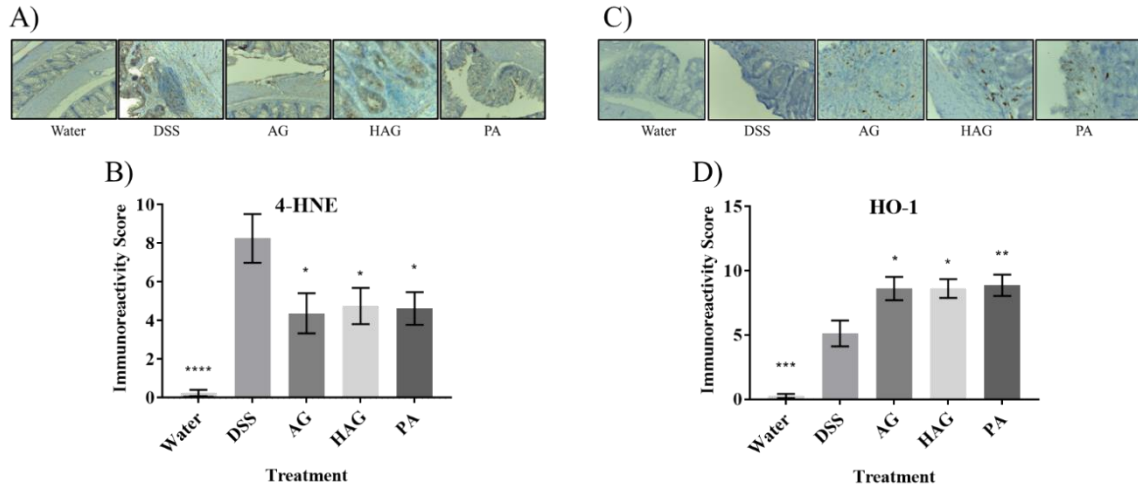 A)
Water DSS AG HAG PA
B)
4-HNE
Immunoreactivity Score
10
8
6
4
2
0
****
*
*
*
Water DSS AG HAG PA
Treatment
C)
Water DSS AG HAG PA
D)
HO-1
Immunoreactivity Score
15
10
5
0
***
*
*
**
Water DSS AG HAG PA
Treatment